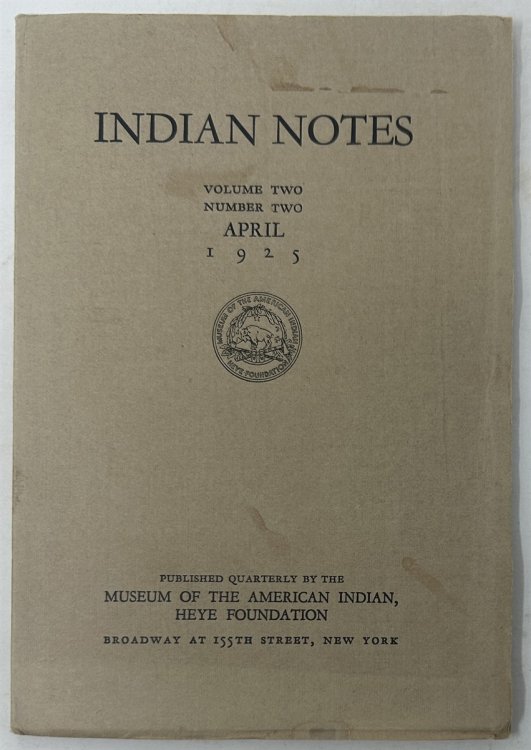 INDIAN NOTES
VOLUME TWO
NUMBER TWO
APRIL
1925
MUSEUM OF THE AMERICAN INDIAN
HEYE FOUNDATION
PUBLISHED QUARTERLY BY THE
MUSEUM OF THE AMERICAN INDIAN,
HEYE FOUNDATION
BROADWAY AT 155TH STREET, NEW YORK